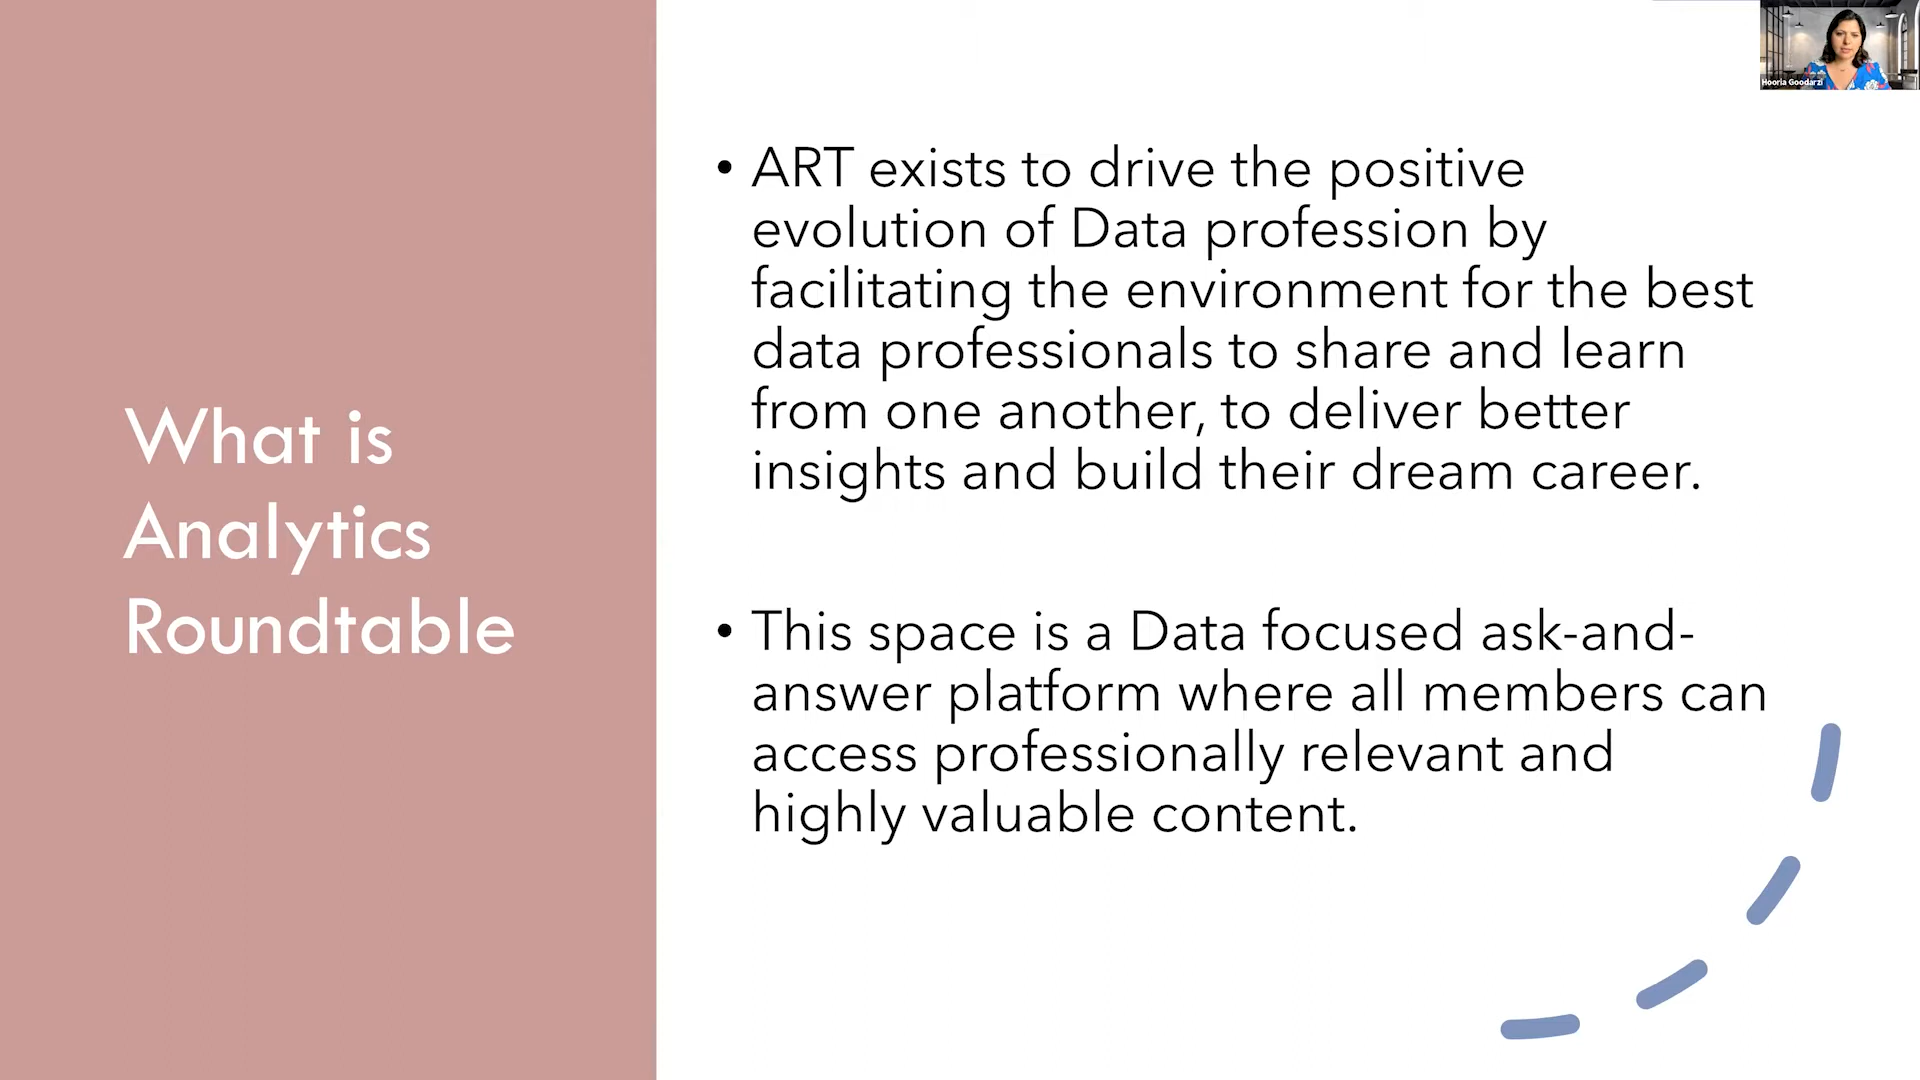 What is
Analytics
Roundtable
• ART exists to drive the positive
evolution of Data profession by
facilitating the environment for the best
data professionals to share and learn
from one another, to deliver better
insights and build their dream career.
• This space is a Data focused ask-and-
answer platform where all members can
access professionally relevant and
highly valuable content.
Hooria Goodarzi